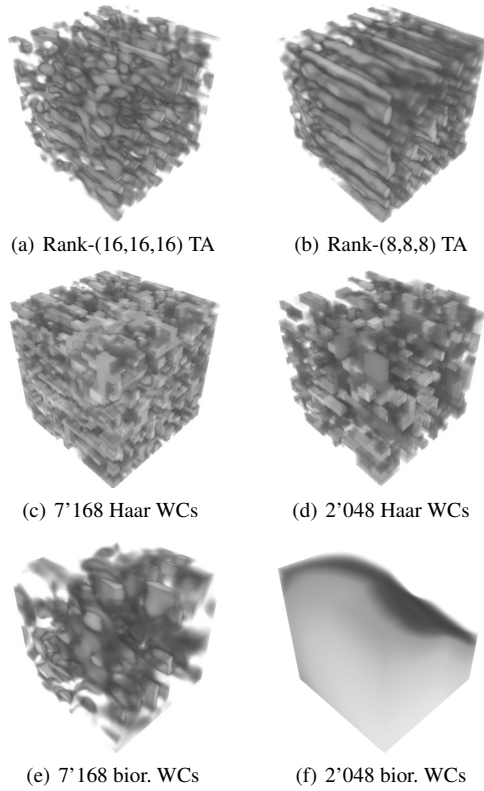 (a) Rank-(16,16,16) TA
(b) Rank-(8,8,8) TA
(c) 7'168 Haar WCs
(d) 2'048 Haar WCs
(e) 7'168 bior. WCs
(f) 2'048 bior. WCs